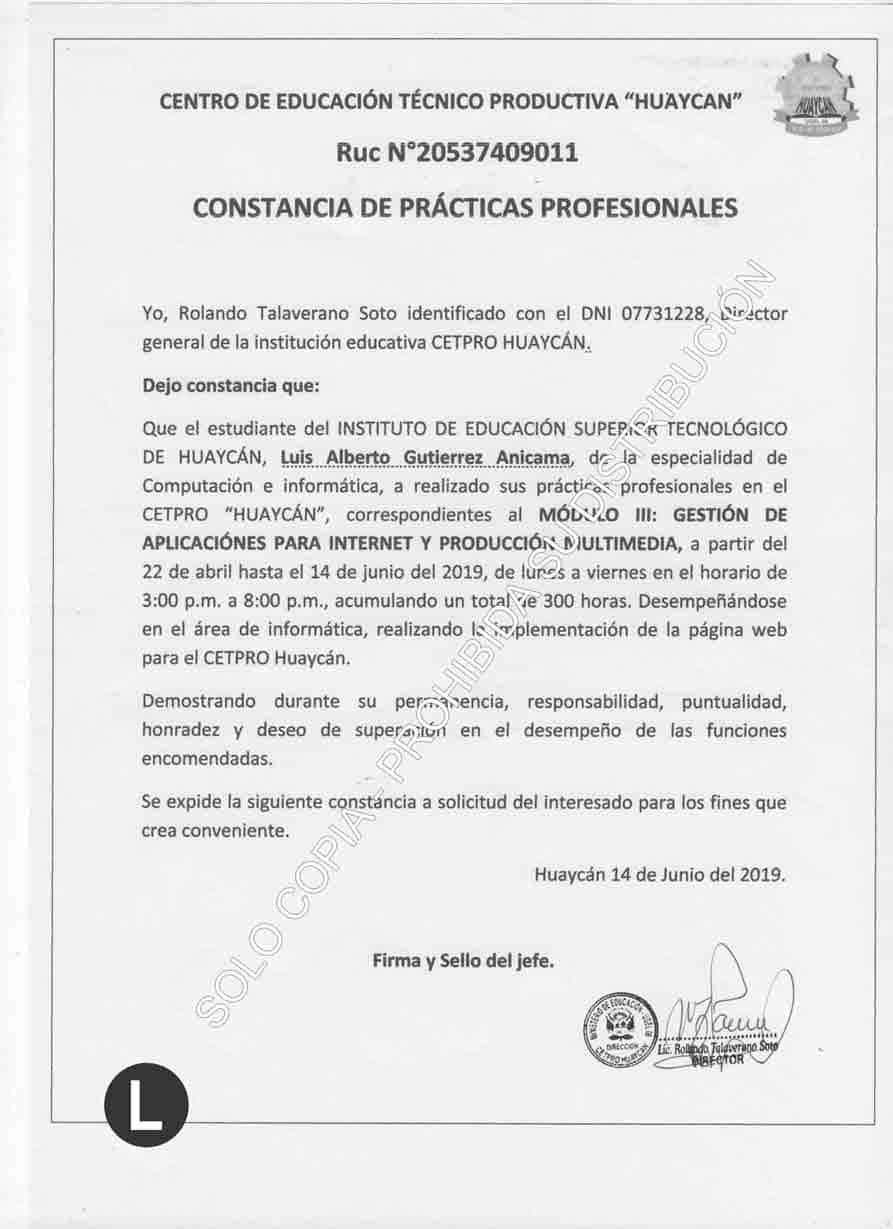 CENTRO DE EDUCACIÓN TÉCNICO PRODUCTIVA “HUAYCAN”
HUAYCAN
Ruc N°20537409011
CONSTANCIA DE PRÁCTICAS PROFESIONALES
Yo, Rolando Talaverano Soto identificado con el DNI 07731228, Director
general de la institución educativa CETPRO HUAYCÁN.
Dejo constancia que:
Que el estudiante del INSTITUTO DE EDUCACIÓN SUPERIOR TECNOLÓGICO
DE HUAYCÁN, Luis Alberto Gutierrez Anicama, de la especialidad de
Computación e informática, a realizado sus prácticas profesionales en el
CETPRO “HUAYCÁN”, correspondientes al MÓDULO III: GESTIÓN DE
APLICACIÓNES PARA INTERNET Y PRODUCCIÓN MULTIMEDIA, a partir del
22 de abril hasta el 14 de junio del 2019, de lunes a viernes en el horario de
3:00 p.m. a 8:00 p.m., acumulando un total de 300 horas. Desempeñándose
en el área de informática, realizando la implementación de la página web
para el CETPRO Huaycán.
Demostrando durante su permanencia, responsabilidad, puntualidad,
honradez y deseo de superación en el desempeño de las funciones
encomendadas.
Se expide la siguiente constancia a solicitud del interesado para los fines que
crea conveniente.
Huaycán 14 de Junio del 2019.
SOLO COPIA - PROHIBIDA SU DISTRIBUCIÓN
Firma y Sello del jefe.
MINISTERIO DE EDUCACIÓN - UGEL 06
DIRECCIÓN
CETPRO HUAYCAN
Lic. Rolando Talaverano Soto
DIRECTOR
L